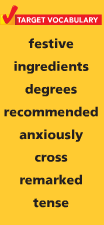 TARGET VOCABULARY
festive
ingredients
degrees
recommended
anxiously
cross
remarked
tense